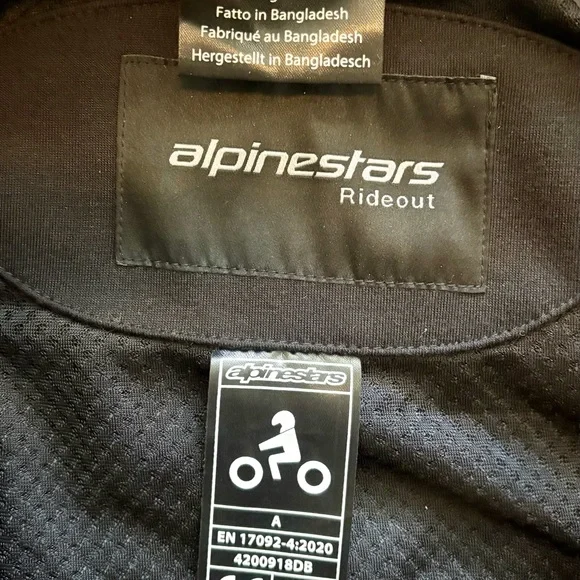 Fatto in Bangladesh
Fabriqué au Bangladesh
Hergestellt in Bangladesch
alpinestars
Rideout
alpinestars
A
EN 17092-4:2020
4200918DB